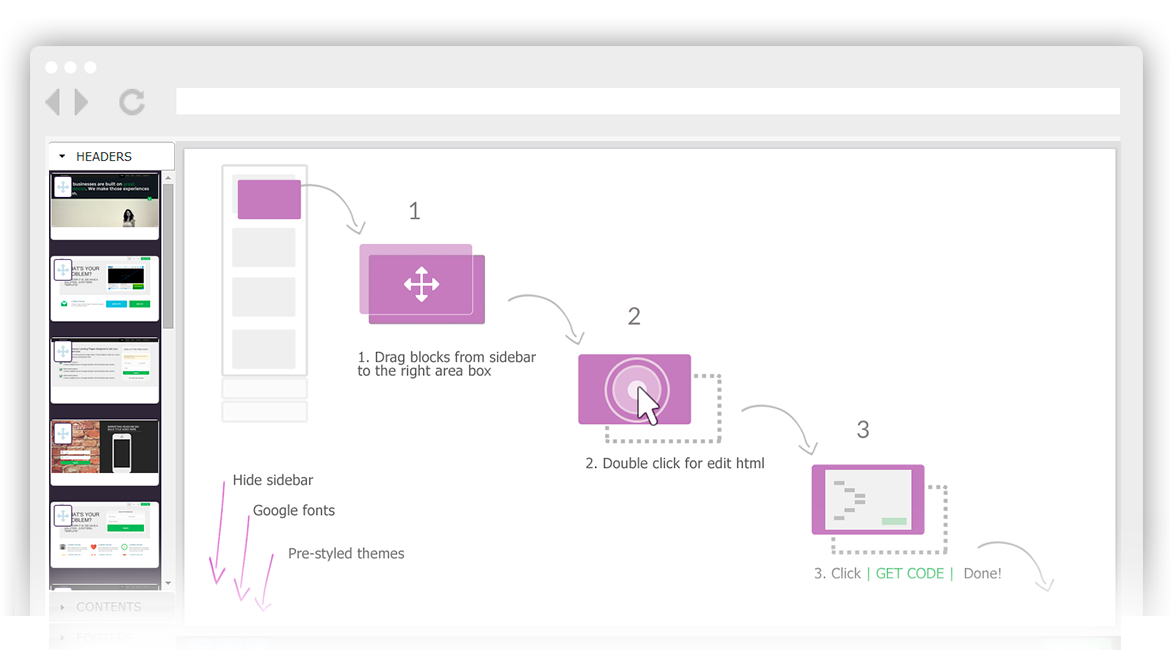 HEADERS
businesses are built on great
. We make those experiences
WHAT'S YOUR
PROBLEM?
WHAT'S YOUR
PROBLEM?
CONTENTS
FOOTERS
1
1. Drag blocks from sidebar
to the right area box
2
2. Double click for edit html
3
3. Click | GET CODE | Done!
Hide sidebar
Google fonts
Pre-styled themes